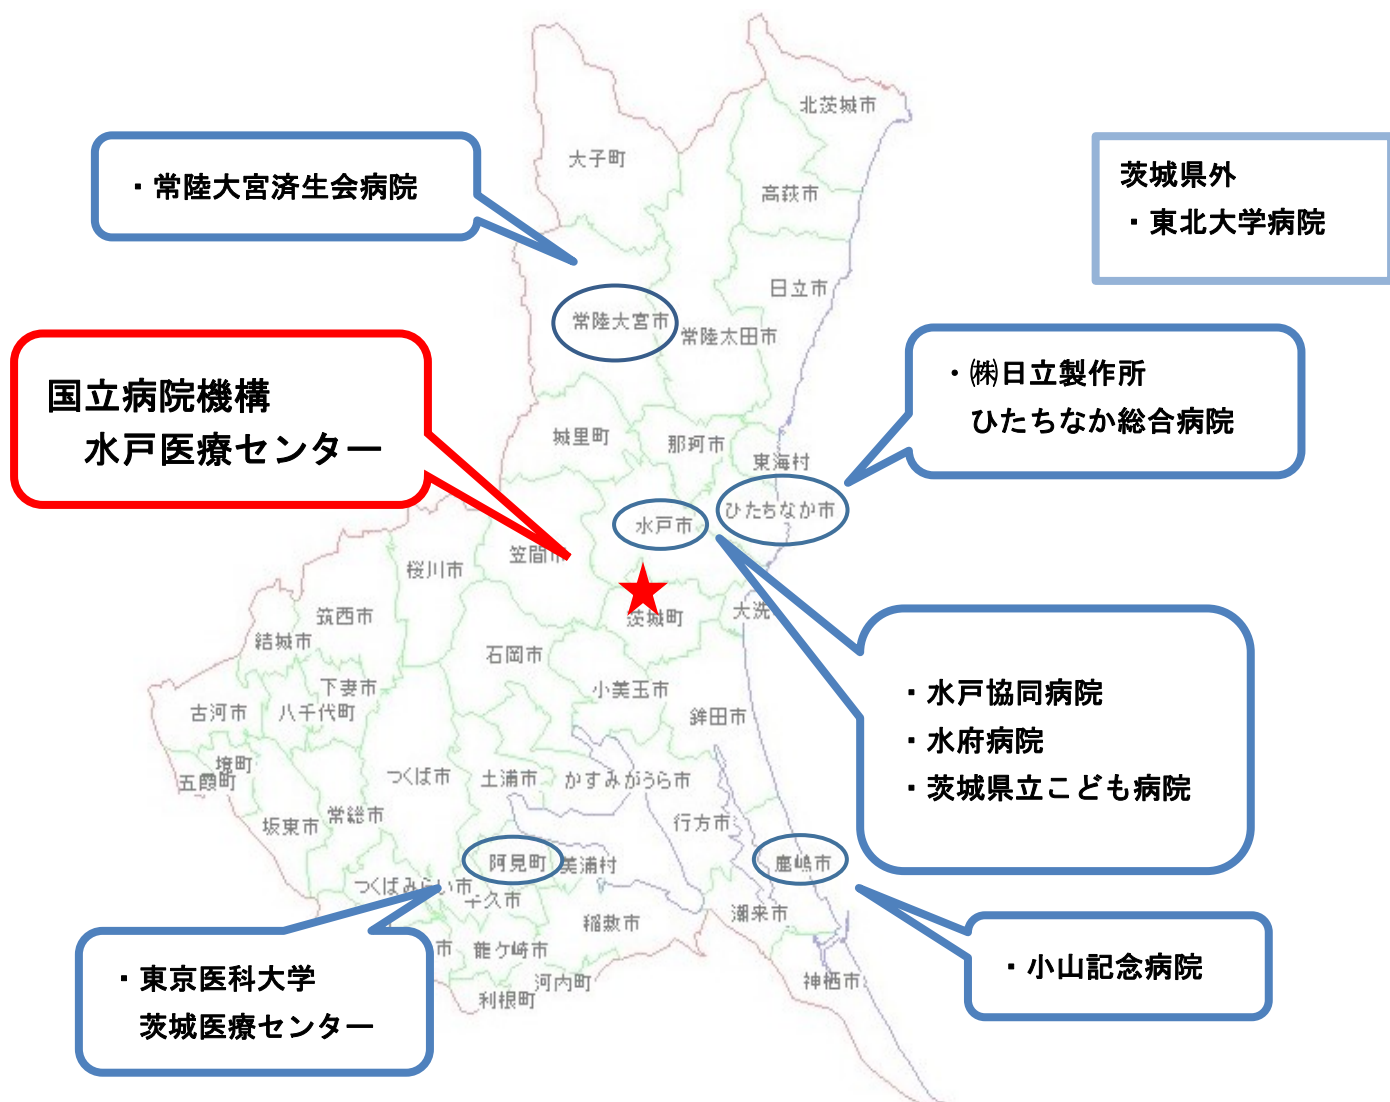 北茨城市
大子町
茨城県外
・常陸大宮済生会病院
高萩市
・東北大学病院
日立市
常陸大宮市
常陸太田市
国立病院機構
水戸医療センター
・㈱日立製作所
ひたちなか総合病院
城里町
那珂市
東海村
ひたちなか市
水戸市
笠間市
桜川市
筑西市
茨城町
大洗
結城市
石岡市
小美玉市
下妻市
八千代町
古河市
鉾田市
・水戸協同病院
・水府病院
・茨城県立こども病院
境町
五霞町
つくば市
土浦市
かすみがうら市
常総市
坂東市
行方市
阿見町
美浦村
鹿嶋市
つくばみらい市
牛久市
潮来市
稲敷市
市
龍ケ崎市
・小山記念病院
・東京医科大学
茨城医療センター
河内町
神栖市
利根町